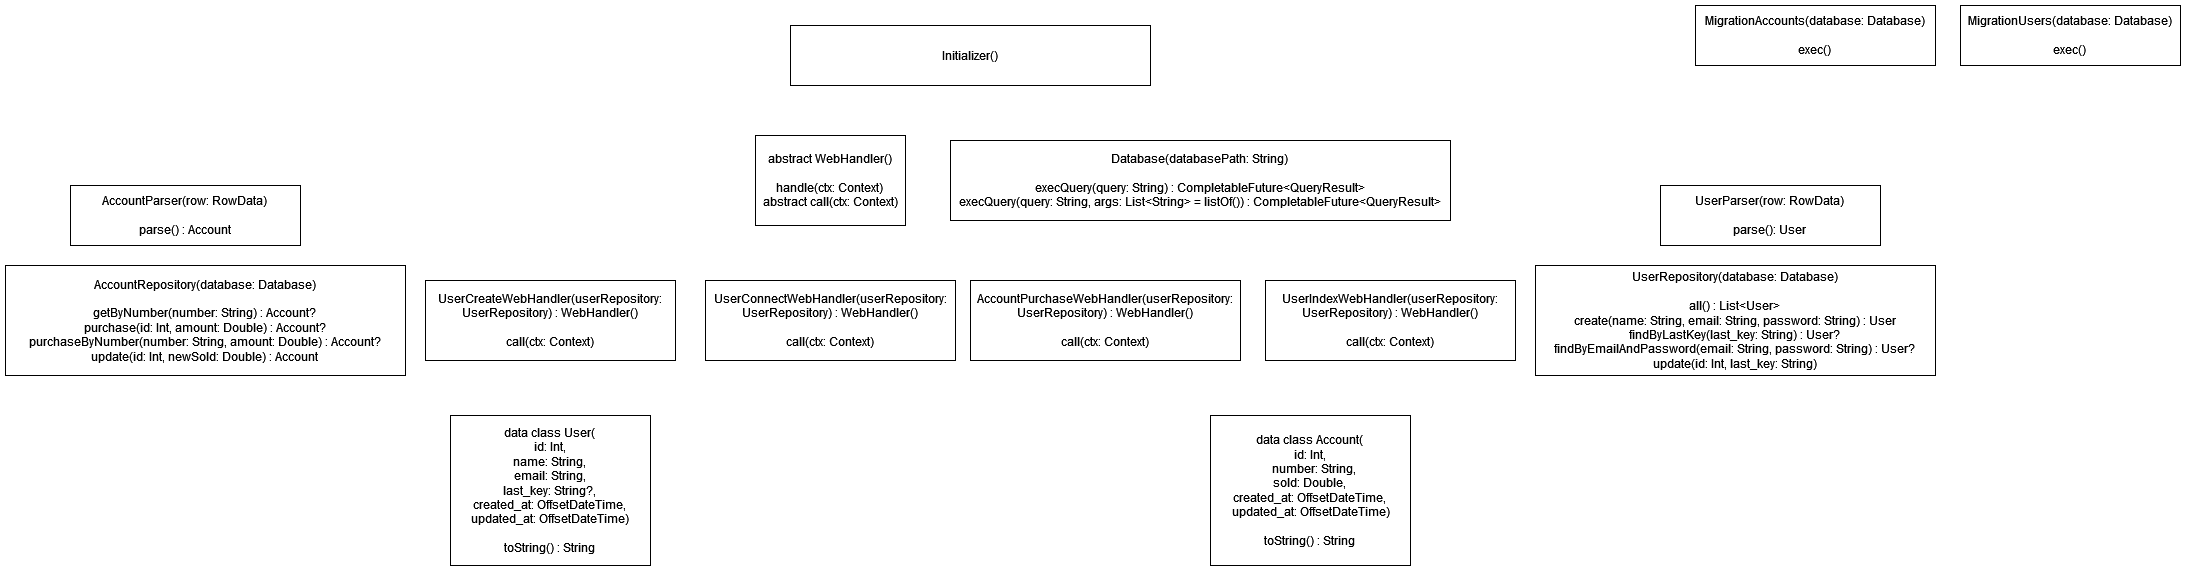 Initializer()
MigrationAccounts(database: Database)
exec()
MigrationUsers(database: Database)
exec()
abstract WebHandler()
handle(ctx: Context)
abstract call(ctx: Context)
Database(databasePath: String)
execQuery(query: String) : CompletableFuture<QueryResult>
execQuery(query: String, args: List<String> = listOf()) : CompletableFuture<QueryResult>
AccountParser(row: RowData)
parse() : Account
UserParser(row: RowData)
parse(): User
AccountRepository(database: Database)
getByNumber(number: String) : Account?
purchase(id: Int, amount: Double) : Account?
purchaseByNumber(number: String, amount: Double) : Account?
update(id: Int, newSold: Double) : Account
UserCreateWebHandler(userRepository:
UserRepository) : WebHandler()
call(ctx: Context)
UserConnectWebHandler(userRepository:
UserRepository) : WebHandler()
call(ctx: Context)
AccountPurchaseWebHandler(userRepository:
UserRepository) : WebHandler()
call(ctx: Context)
UserIndexWebHandler(userRepository:
UserRepository) : WebHandler()
call(ctx: Context)
UserRepository(database: Database)
all() : List<User>
create(name: String, email: String, password: String) : User
findByLastKey(last_key: String) : User?
findByEmailAndPassword(email: String, password: String) : User?
update(id: Int, last_key: String)
data class User(
id: Int,
name: String,
email: String,
last_key: String?,
created_at: OffsetDateTime,
updated_at: OffsetDateTime)
toString() : String
data class Account(
id: Int,
number: String,
sold: Double,
created_at: OffsetDateTime,
updated_at: OffsetDateTime)
toString() : String